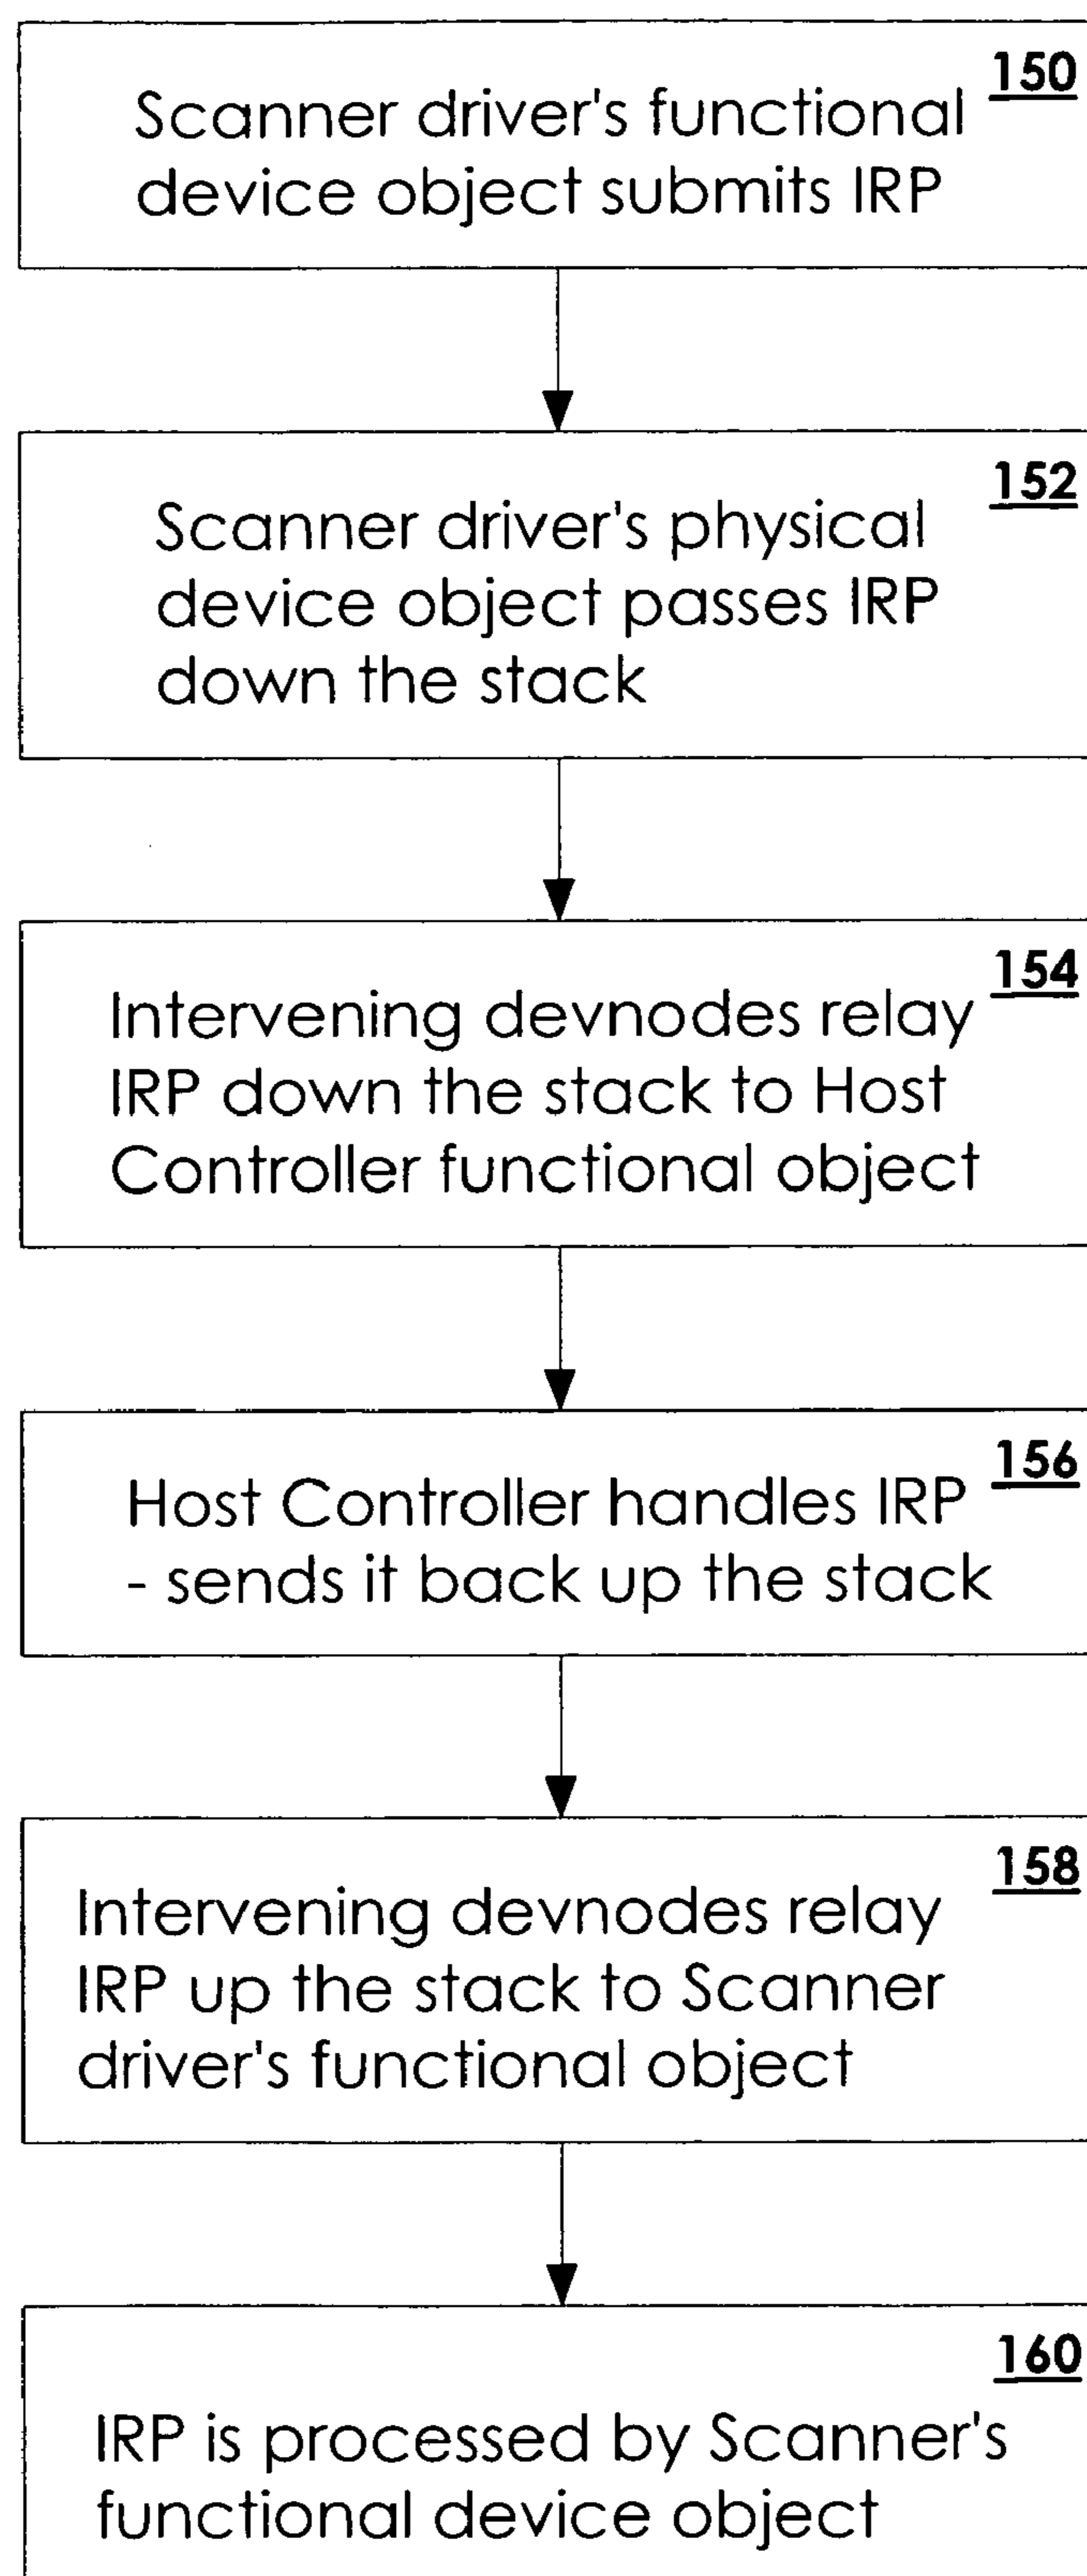 150
Scanner driver's functional
device object submits IRP
152
Scanner driver's physical
device object passes IRP
down the stack
154
Intervening devnodes relay
IRP down the stack to Host
Controller functional object
156
Host Controller handles IRP
- sends it back up the stack
158
Intervening devnodes relay
IRP up the stack to Scanner
driver's functional object
160
IRP is processed by Scanner's
functional device object